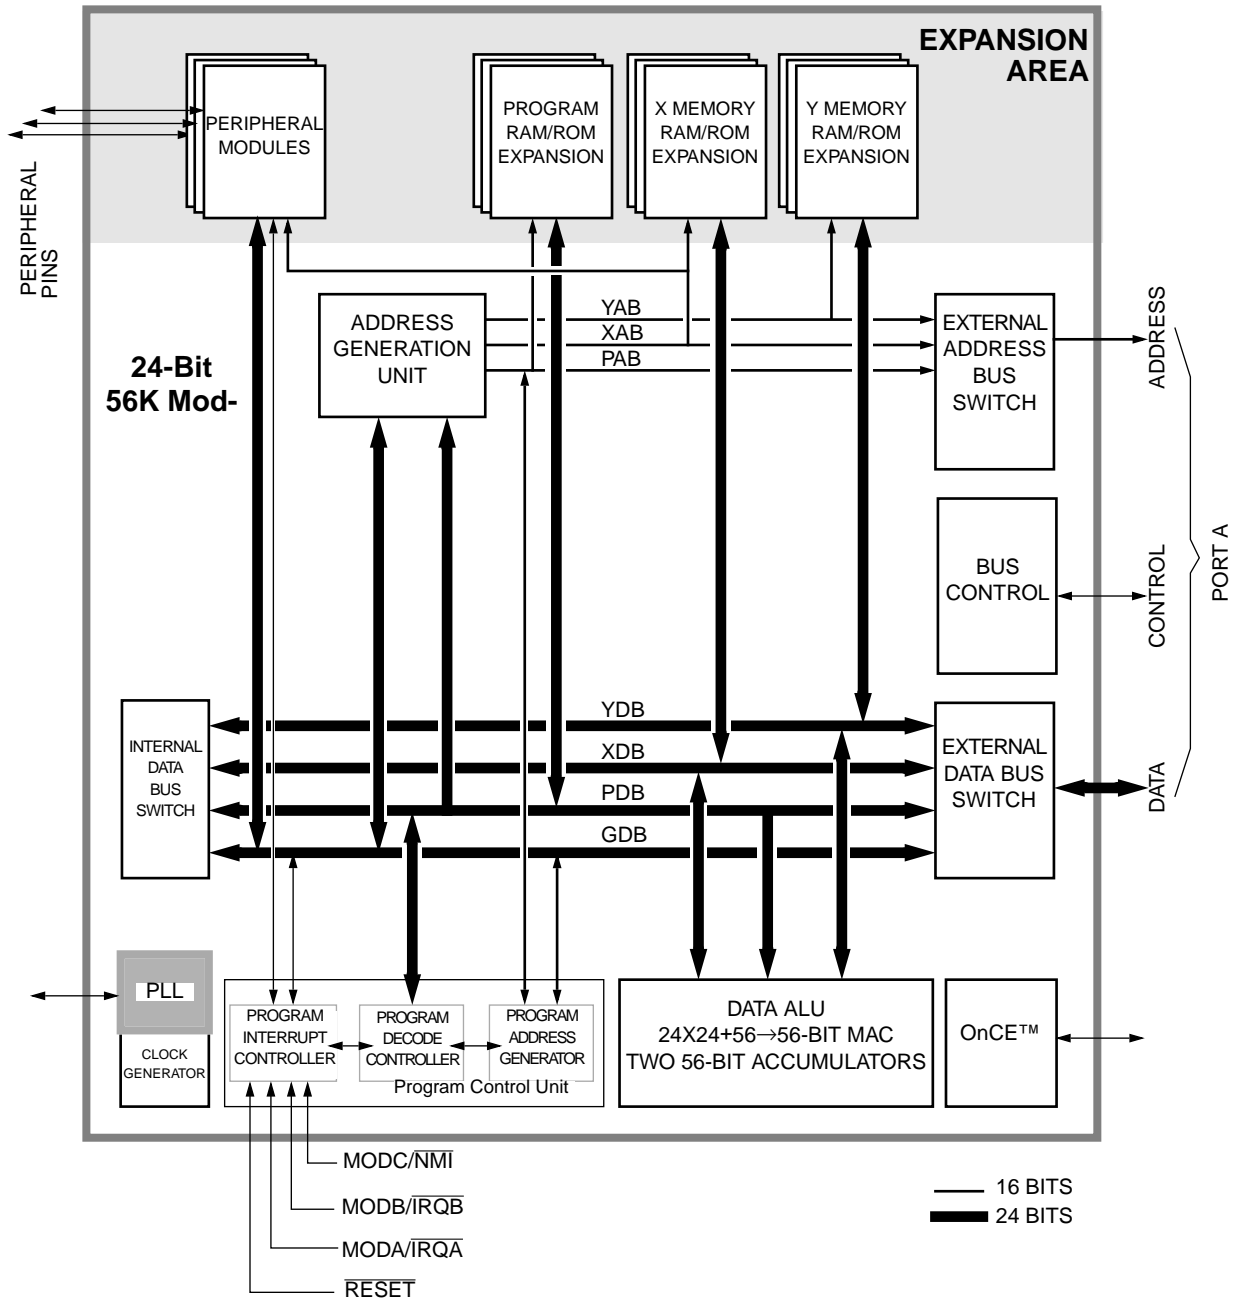 EXPANSION
AREA
PERIPHERAL
MODULES
PROGRAM
RAM/ROM
EXPANSION
X MEMORY
RAM/ROM
EXPANSION
Y MEMORY
RAM/ROM
EXPANSION
PERIPHERAL
PINS
24-Bit
56K Mod-
ADDRESS
GENERATION
UNIT
YAB
XAB
PAB
EXTERNAL
ADDRESS
BUS
SWITCH
ADDRESS
BUS
CONTROL
CONTROL
PORT A
INTERNAL
DATA
BUS
SWITCH
YDB
XDB
PDB
GDB
EXTERNAL
DATA BUS
SWITCH
DATA
PLL
CLOCK
GENERATOR
PROGRAM
INTERRUPT
CONTROLLER
PROGRAM
DECODE
CONTROLLER
PROGRAM
ADDRESS
GENERATOR
Program Control Unit
DATA ALU
24X24+56→56-BIT MAC
TWO 56-BIT ACCUMULATORS
OnCE™
MODC/N̅M̅I̅
MODB/I̅R̅Q̅B̅
MODA/I̅R̅Q̅A̅
R̅E̅S̅E̅T̅
16 BITS
24 BITS